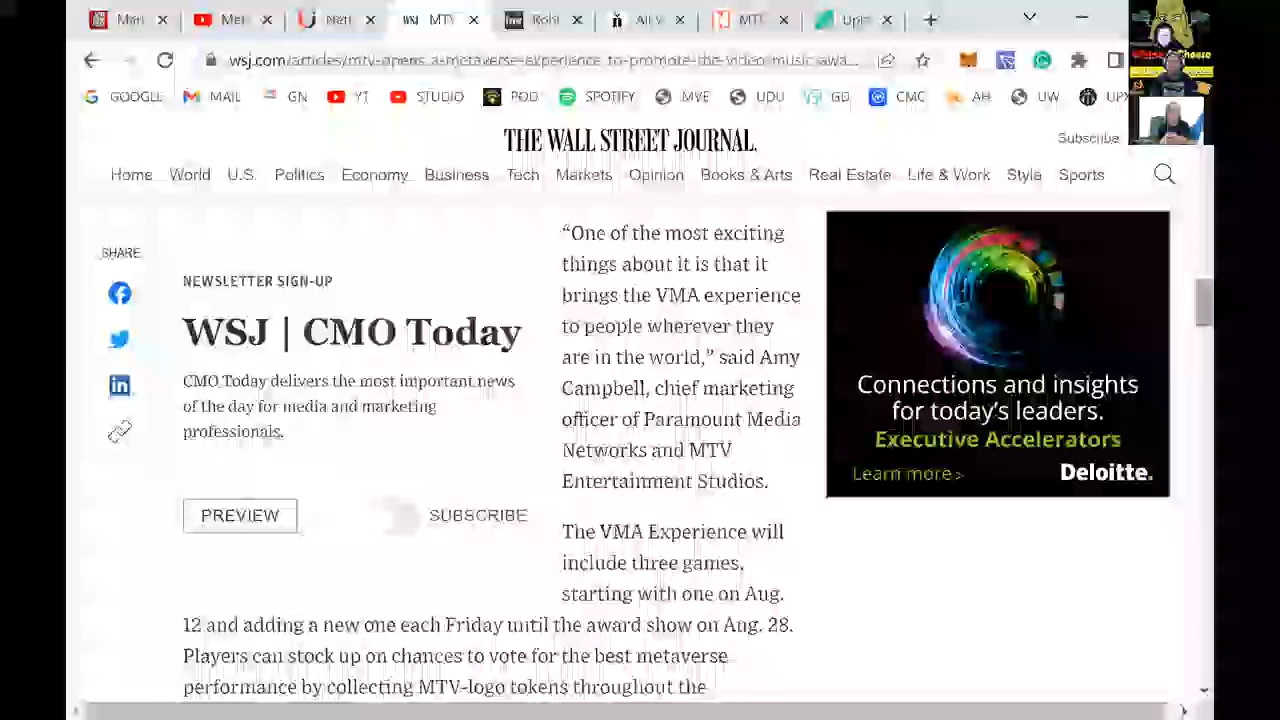 MTV
wsj.com/articles/mtv-opens
GOOGLE MAIL GN YT STUDIO POD SPOTIFY MVE UDU GD CMC AH UW UPX
THE WALL STREET JOURNAL.
Subscribe
Home World U.S. Politics Economy Business Tech Markets Opinion Books & Arts Real Estate Life & Work Style Sports
SHARE
NEWSLETTER SIGN-UP
WSJ | CMO Today
CMO Today delivers the most important news
of the day for media and marketing
professionals.
PREVIEW
SUBSCRIBE
“One of the most exciting
things about it is that it
brings the VMA experience
to people wherever they
are in the world,” said Amy
Campbell, chief marketing
officer of Paramount Media
Networks and MTV
Entertainment Studios.
The VMA Experience will
include three games,
starting with one on Aug.
12 and adding a new one each Friday until the award show on Aug. 28.
Players can stock up on chances to vote for the best metaverse
performance by collecting MTV-logo tokens throughout the
Connections and insights
for today’s leaders.
Executive Accelerators
Learn more >
Deloitte.